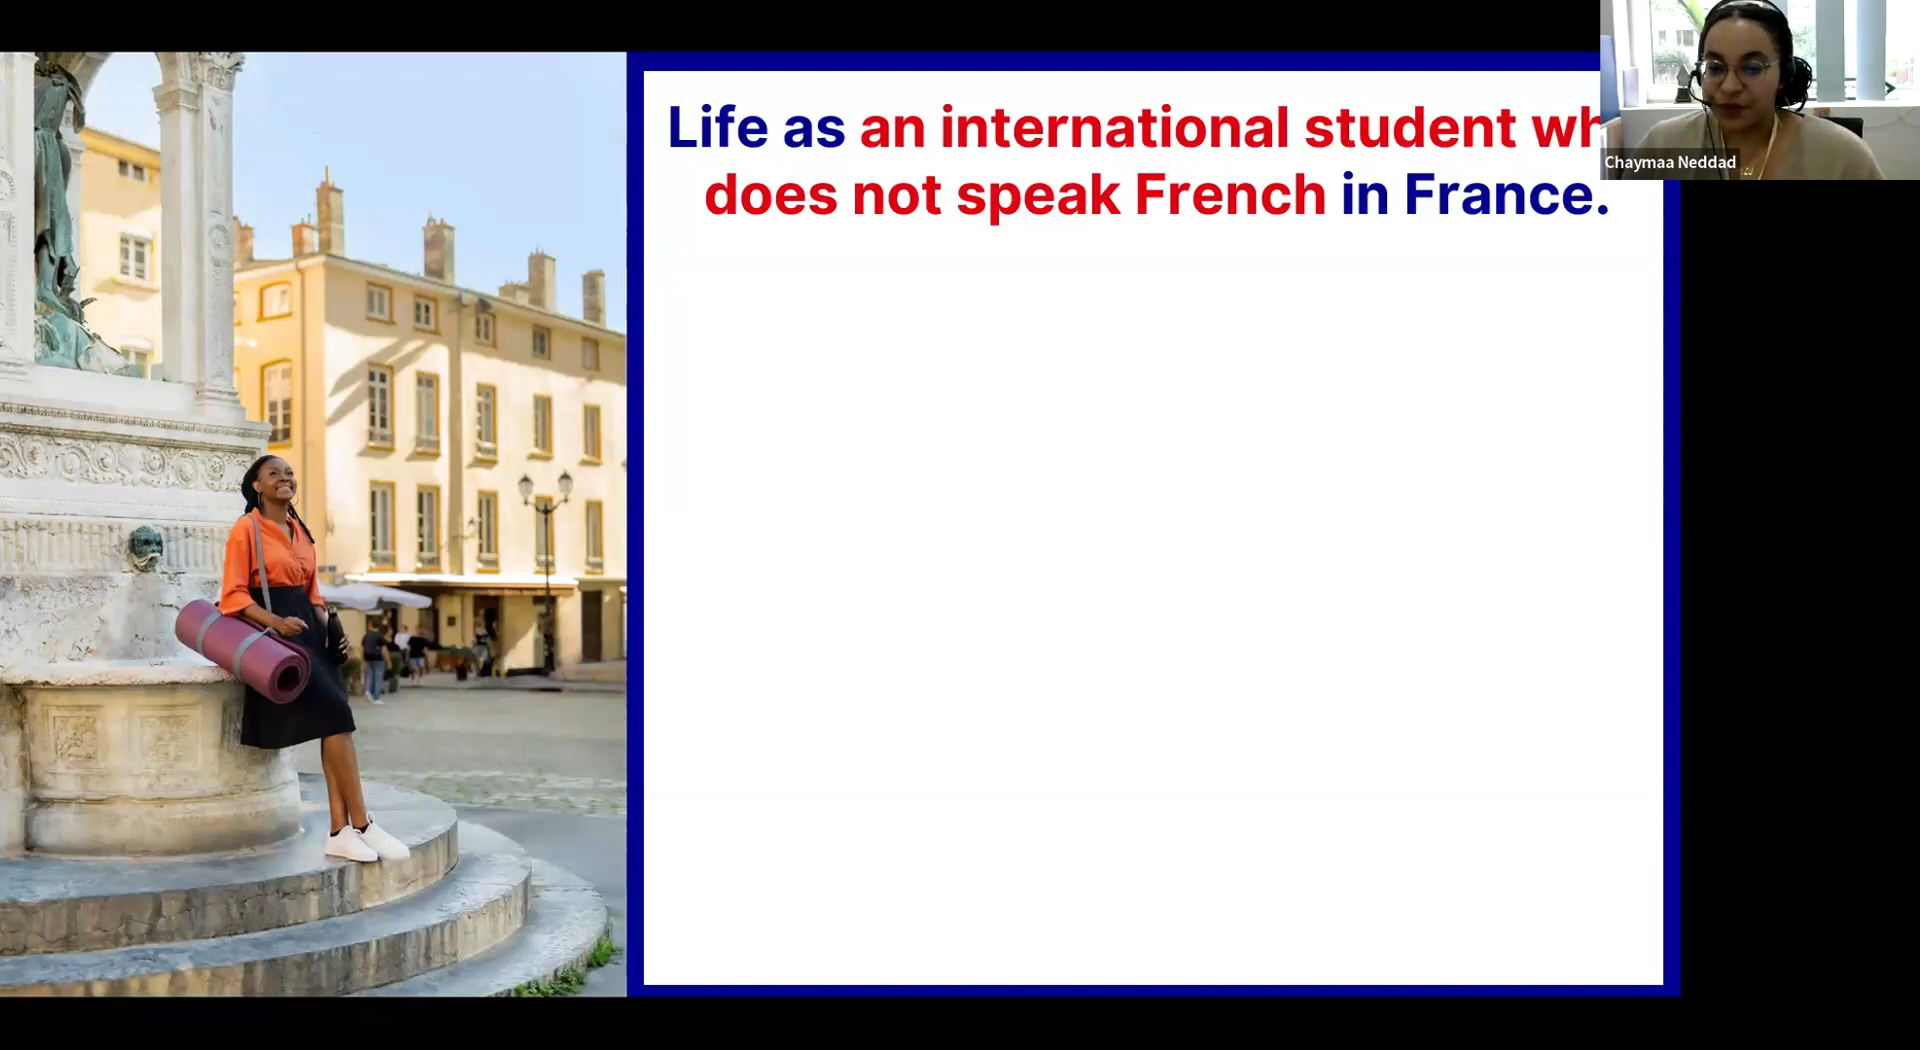 Life as an international student wh
does not speak French in France.
Chaymaa Neddad